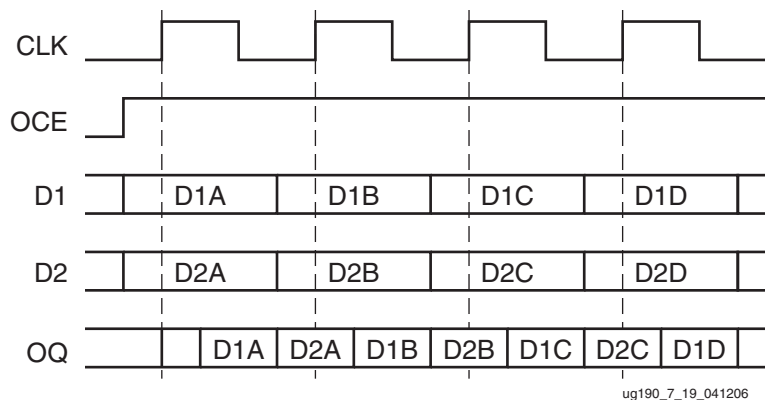 CLK
OCE
D1 D1A D1B D1C D1D
D2 D2A D2B D2C D2D
OQ D1A D2A D1B D2B D1C D2C D1D
ug190_7_19_041206